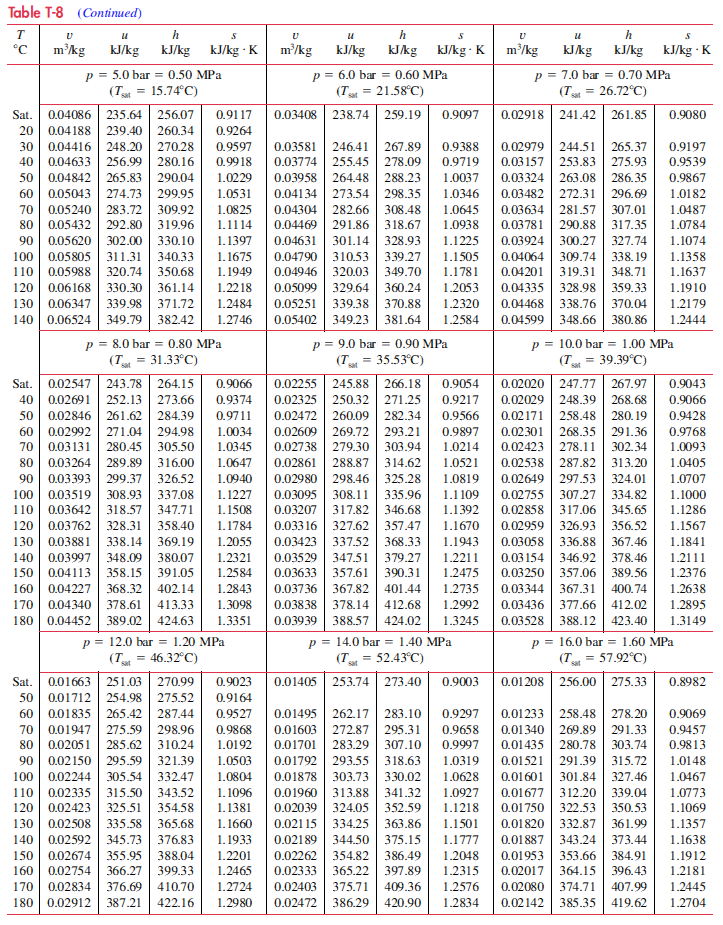 Table T-8 (Continued)
T v u h s v u h s v u h s
°C m³/kg kJ/kg kJ/kg kJ/kg · K m³/kg kJ/kg kJ/kg kJ/kg · K m³/kg kJ/kg kJ/kg kJ/kg · K
p = 5.0 bar = 0.50 MPa p = 6.0 bar = 0.60 MPa p = 7.0 bar = 0.70 MPa
(Tsat = 15.74°C) (Tsat = 21.58°C) (Tsat = 26.72°C)
Sat. 0.04086 235.64 256.07 0.9117 0.03408 238.74 259.19 0.9097 0.02918 241.42 261.85 0.9080
20 0.04188 239.40 260.34 0.9264
30 0.04416 248.20 270.28 0.9597 0.03581 246.41 267.89 0.9388 0.02979 244.51 265.37 0.9197
40 0.04633 256.99 280.16 0.9918 0.03774 255.45 278.09 0.9719 0.03157 253.83 275.93 0.9539
50 0.04842 265.83 290.04 1.0229 0.03958 264.48 288.23 1.0037 0.03324 263.08 286.35 0.9867
60 0.05043 274.73 299.95 1.0531 0.04134 273.54 298.35 1.0346 0.03482 272.31 296.69 1.0182
70 0.05240 283.72 309.92 1.0825 0.04304 282.66 308.48 1.0645 0.03634 281.57 307.01 1.0487
80 0.05432 292.80 319.96 1.1114 0.04469 291.86 318.67 1.0938 0.03781 290.88 317.35 1.0784
90 0.05620 302.00 330.10 1.1397 0.04631 301.14 328.93 1.1225 0.03924 300.27 327.74 1.1074
100 0.05805 311.31 340.33 1.1675 0.04790 310.53 339.27 1.1505 0.04064 309.74 338.19 1.1358
110 0.05988 320.74 350.68 1.1949 0.04946 320.03 349.70 1.1781 0.04201 319.31 348.71 1.1637
120 0.06168 330.30 361.14 1.2218 0.05099 329.64 360.24 1.2053 0.04335 328.98 359.33 1.1910
130 0.06347 339.98 371.72 1.2484 0.05251 339.38 370.88 1.2320 0.04468 338.76 370.04 1.2179
140 0.06524 349.79 382.42 1.2746 0.05402 349.23 381.64 1.2584 0.04599 348.66 380.86 1.2444
p = 8.0 bar = 0.80 MPa p = 9.0 bar = 0.90 MPa p = 10.0 bar = 1.00 MPa
(Tsat = 31.33°C) (Tsat = 35.53°C) (Tsat = 39.39°C)
Sat. 0.02547 243.78 264.15 0.9066 0.02255 245.88 266.18 0.9054 0.02020 247.77 267.97 0.9043
40 0.02691 252.13 273.66 0.9374 0.02325 250.32 271.25 0.9217 0.02029 248.39 268.68 0.9066
50 0.02846 261.62 284.39 0.9711 0.02472 260.09 282.34 0.9566 0.02171 258.48 280.19 0.9428
60 0.02992 271.04 294.98 1.0034 0.02609 269.72 293.21 0.9897 0.02301 268.35 291.36 0.9768
70 0.03131 280.45 305.50 1.0345 0.02738 279.30 303.94 1.0214 0.02423 278.11 302.34 1.0093
80 0.03264 289.89 316.00 1.0647 0.02861 288.87 314.62 1.0521 0.02538 287.82 313.20 1.0405
90 0.03393 299.37 326.52 1.0940 0.02980 298.46 325.28 1.0819 0.02649 297.53 324.01 1.0707
100 0.03519 308.93 337.08 1.1227 0.03095 308.11 335.96 1.1109 0.02755 307.27 334.82 1.1000
110 0.03642 318.57 347.71 1.1508 0.03207 317.82 346.68 1.1392 0.02858 317.06 345.65 1.1286
120 0.03762 328.31 358.40 1.1784 0.03316 327.62 357.47 1.1670 0.02959 326.93 356.52 1.1567
130 0.03881 338.14 369.19 1.2055 0.03423 337.52 368.33 1.1943 0.03058 336.88 367.46 1.1841
140 0.03997 348.09 380.07 1.2321 0.03529 347.51 379.27 1.2211 0.03154 346.92 378.46 1.2111
150 0.04113 358.15 391.05 1.2584 0.03633 357.61 390.31 1.2475 0.03250 357.06 389.56 1.2376
160 0.04227 368.32 402.14 1.2843 0.03736 367.82 401.44 1.2735 0.03344 367.31 400.74 1.2638
170 0.04340 378.61 413.33 1.3098 0.03838 378.14 412.68 1.2992 0.03436 377.66 412.02 1.2895
180 0.04452 389.02 424.63 1.3351 0.03939 388.57 424.02 1.3245 0.03528 388.12 423.40 1.3149
p = 12.0 bar = 1.20 MPa p = 14.0 bar = 1.40 MPa p = 16.0 bar = 1.60 MPa
(Tsat = 46.32°C) (Tsat = 52.43°C) (Tsat = 57.92°C)
Sat. 0.01663 251.03 270.99 0.9023 0.01405 253.74 273.40 0.9003 0.01208 256.00 275.33 0.8982
50 0.01712 254.98 275.52 0.9164
60 0.01835 265.42 287.44 0.9527 0.01495 262.17 283.10 0.9297 0.01233 258.48 278.20 0.9069
70 0.01947 275.59 298.96 0.9868 0.01603 272.87 295.31 0.9658 0.01340 269.89 291.33 0.9457
80 0.02051 285.62 310.24 1.0192 0.01701 283.29 307.10 0.9997 0.01435 280.78 303.74 0.9813
90 0.02150 295.59 321.39 1.0503 0.01792 293.55 318.63 1.0319 0.01521 291.39 315.72 1.0148
100 0.02244 305.54 332.47 1.0804 0.01878 303.73 330.02 1.0628 0.01601 301.84 327.46 1.0467
110 0.02335 315.50 343.52 1.1096 0.01960 313.88 341.32 1.0927 0.01677 312.20 339.04 1.0773
120 0.02423 325.51 354.58 1.1381 0.02039 324.05 352.59 1.1218 0.01750 322.53 350.53 1.1069
130 0.02508 335.58 365.68 1.1660 0.02115 334.25 363.86 1.1501 0.01820 332.87 361.99 1.1357
140 0.02592 345.73 376.83 1.1933 0.02189 344.50 375.15 1.1777 0.01887 343.24 373.44 1.1638
150 0.02674 355.95 388.04 1.2201 0.02262 354.82 386.49 1.2048 0.01953 353.66 384.91 1.1912
160 0.02754 366.27 399.33 1.2465 0.02333 365.22 397.89 1.2315 0.02017 364.15 396.43 1.2181
170 0.02834 376.69 410.70 1.2724 0.02403 375.71 409.36 1.2576 0.02080 374.71 407.99 1.2445
180 0.02912 387.21 422.16 1.2980 0.02472 386.29 420.90 1.2834 0.02142 385.35 419.62 1.2704